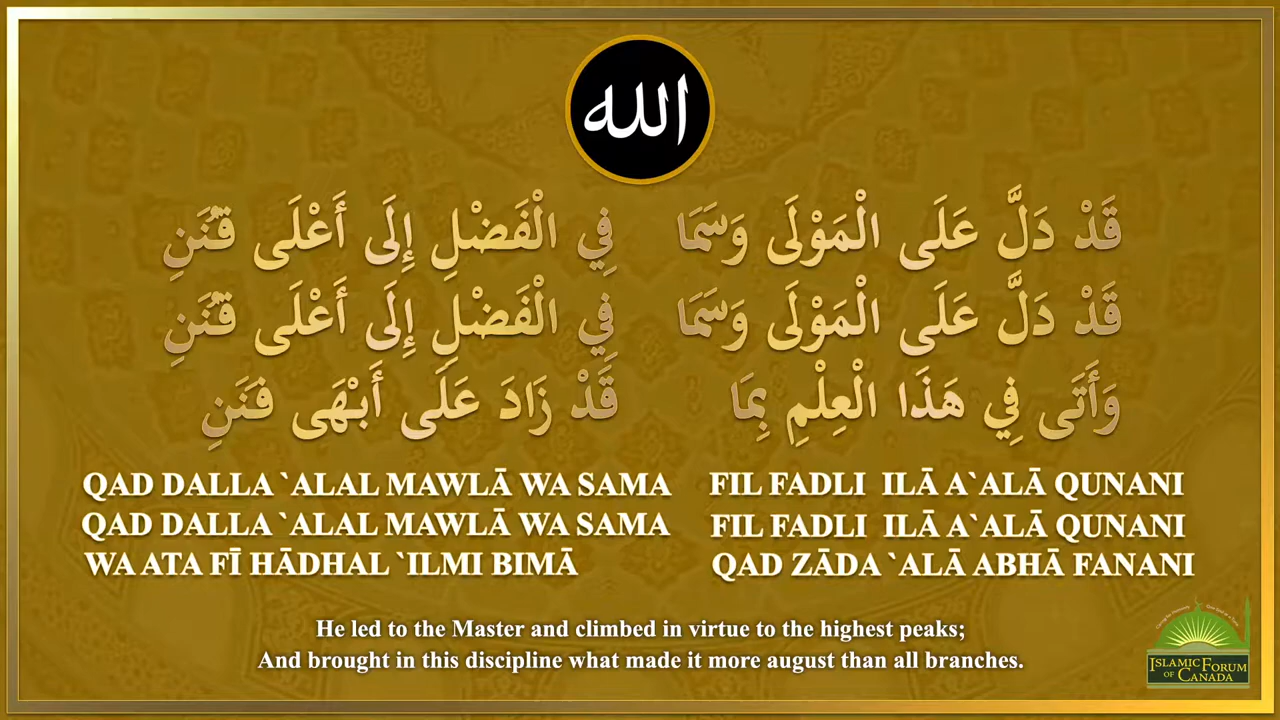 الله
قَدْ دَلَّ عَلَى الْمَوْلَى وَسَمَا فِي الْفَضْلِ إِلَى أَعْلَى قُنَنِ
قَدْ دَلَّ عَلَى الْمَوْلَى وَسَمَا فِي الْفَضْلِ إِلَى أَعْلَى قُنَنِ
وَأَتَى فِي هَذَا الْعِلْمِ بِمَا قَدْ زَادَ عَلَى أَبْهَى فَنَنِ
QAD DALLA `ALAL MAWLĀ WA SAMA FIL FADLI ILĀ A`ALĀ QUNANI
QAD DALLA `ALAL MAWLĀ WA SAMA FIL FADLI ILĀ A`ALĀ QUNANI
WA ATA FĪ HĀDHAL `ILMI BIMĀ QAD ZĀDA `ALĀ ABHĀ FANANI
He led to the Master and climbed in virtue to the highest peaks;
And brought in this discipline what made it more august than all branches.
ISLAMIC FORUM
OF CANADA